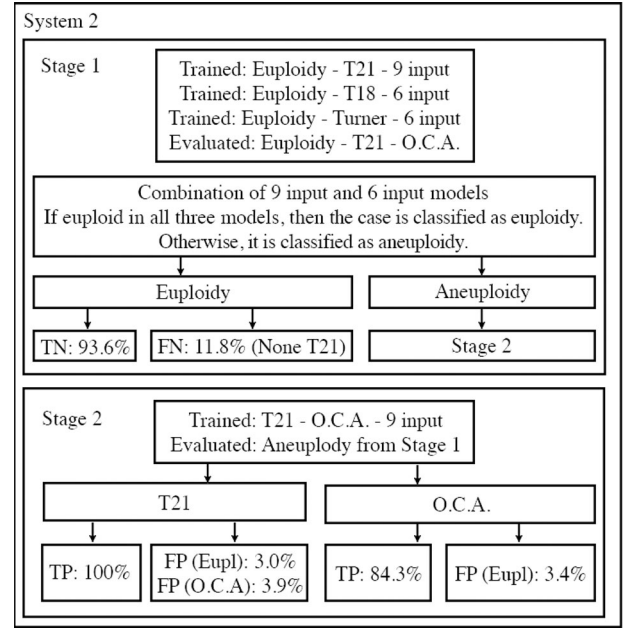 System 2
Stage 1
Trained: Euploidy - T21 - 9 input
Trained: Euploidy - T18 - 6 input
Trained: Euploidy - Turner - 6 input
Evaluated: Euploidy - T21 - O.C.A.
Combination of 9 input and 6 input models
If euploid in all three models, then the case is classified as euploidy.
Otherwise, it is classified as aneuploidy.
Euploidy
Aneuploidy
TN: 93.6%
FN: 11.8% (None T21)
Stage 2
Stage 2
Trained: T21 - O.C.A. - 9 input
Evaluated: Aneuplody from Stage 1
T21
O.C.A.
TP: 100%
FP (Eupl): 3.0%
FP (O.C.A): 3.9%
TP: 84.3%
FP (Eupl): 3.4%